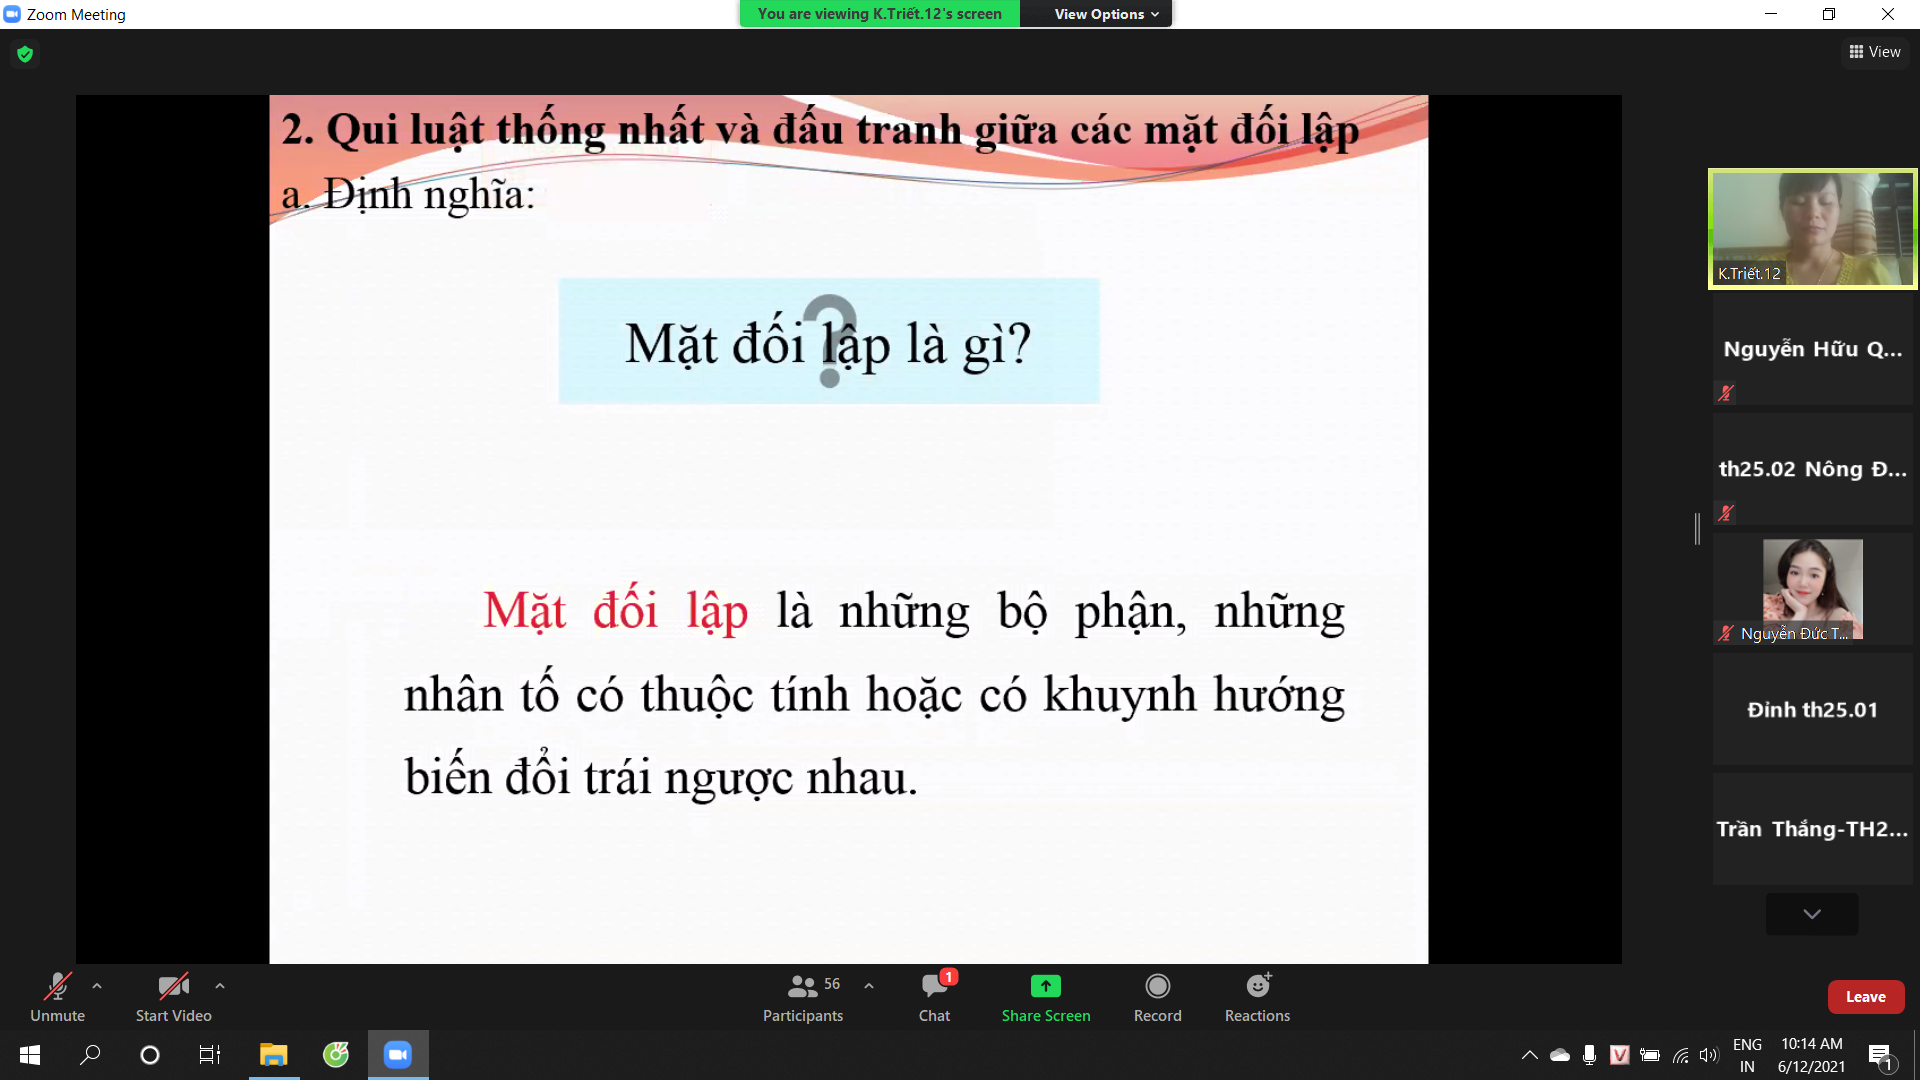 Zoom Meeting
You are viewing K.Triết.12's screen
View Options
View
2. Qui luật thống nhất và đấu tranh giữa các mặt đối lập
a. Định nghĩa:
?
Mặt đối lập là gì?
Mặt đối lập là những bộ phận, những
nhân tố có thuộc tính hoặc có khuynh hướng
biến đổi trái ngược nhau.
K.Triết.12
Nguyễn Hữu Q...
th25.02 Nông Đ...
Nguyễn Đức T...
Đỉnh th25.01
Trần Thắng-TH2...
Unmute
Start Video
56
Participants
1
Chat
Share Screen
Record
Reactions
Leave
V
ENG
IN
10:14 AM
6/12/2021
1